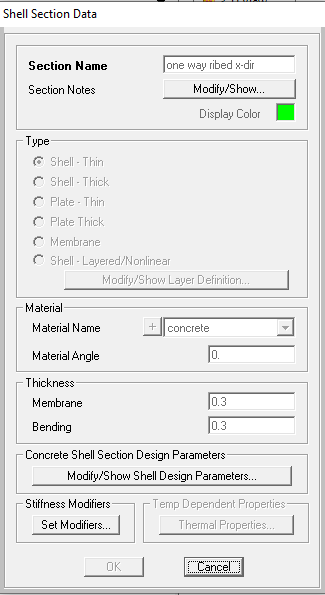 Shell Section Data
Section Name
one way ribed x-dir
Section Notes
Modify/Show...
Display Color
Type
Shell - Thin
Shell - Thick
Plate - Thin
Plate Thick
Membrane
Shell - Layered/Nonlinear
Modify/Show Layer Definition...
Material
Material Name
+
concrete
Material Angle
0.
Thickness
Membrane
0.3
Bending
0.3
Concrete Shell Section Design Parameters
Modify/Show Shell Design Parameters...
Stiffness Modifiers
Temp Dependent Properties
Set Modifiers...
Thermal Properties...
OK
Cancel